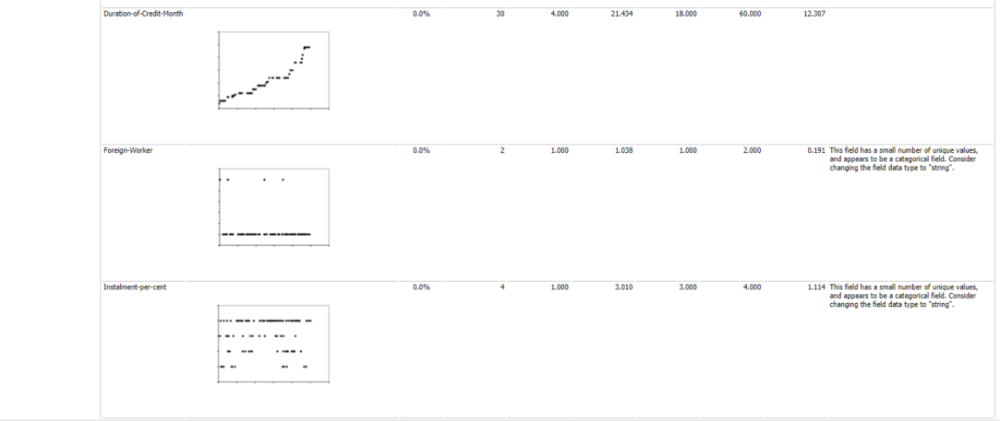 Duration-of-Credit-Month 0.0% 30 4.000 21.434 18.000 60.000 12.307
Foreign-Worker 0.0% 2 1.000 1.038 1.000 2.000 0.191 This field has a small number of unique values,
and appears to be a categorical field. Consider
changing the field data type to "string".
Instalment-per-cent 0.0% 4 1.000 3.010 3.000 4.000 1.114 This field has a small number of unique values,
and appears to be a categorical field. Consider
changing the field data type to "string".